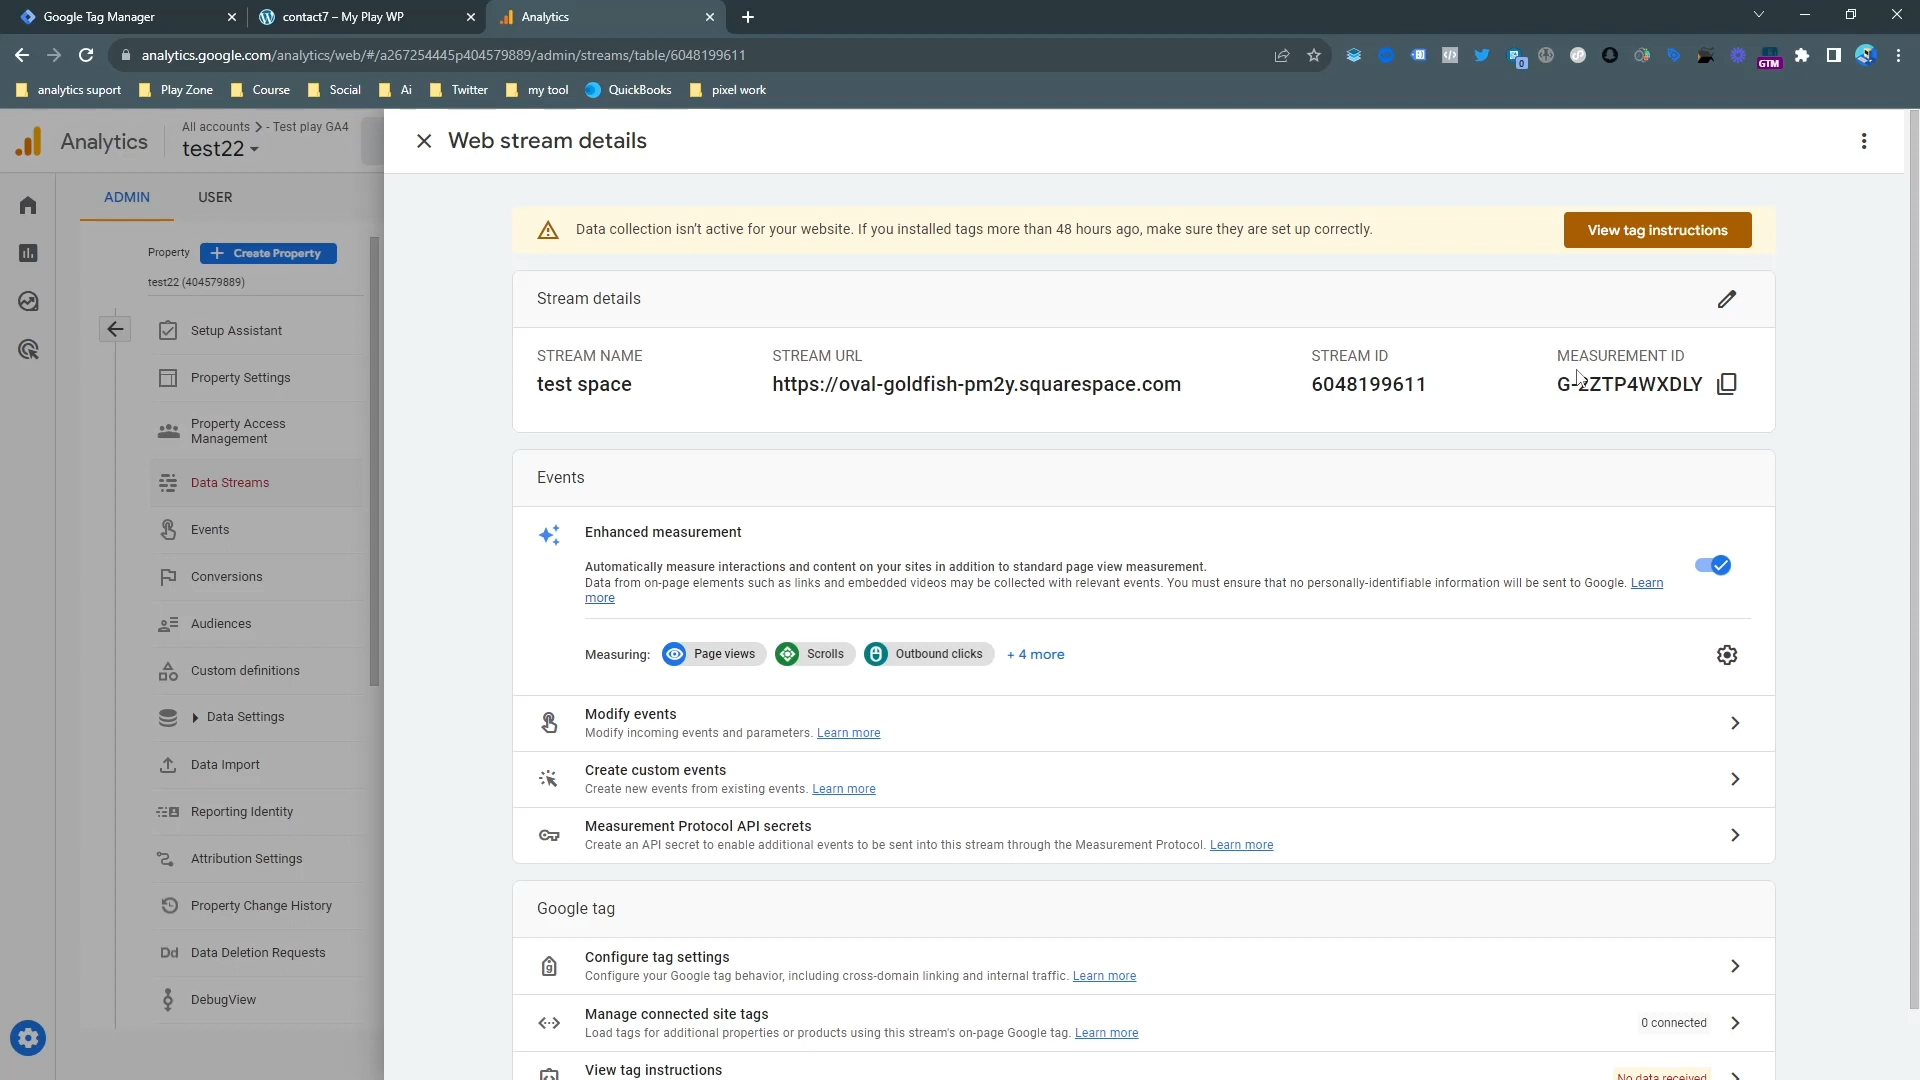 Google Tag Manager
contact7 – My Play WP
Analytics
analytics.google.com/analytics/web/#/a267254445p404579889/admin/streams/table/6048199611
0
GTM
analytics suport
Play Zone
Course
Social
Ai
Twitter
my tool
QuickBooks
pixel work
Analytics
All accounts > - Test play GA4
test22
Web stream details
ADMIN
USER
Property
+ Create Property
test22 (404579889)
Setup Assistant
Property Settings
Property Access
Management
Data Streams
Events
Conversions
Audiences
Custom definitions
Data Settings
Data Import
Reporting Identity
Attribution Settings
Property Change History
Dd Data Deletion Requests
DebugView
Data collection isn’t active for your website. If you installed tags more than 48 hours ago, make sure they are set up correctly.
View tag instructions
Stream details
STREAM NAME
test space
STREAM URL
https://oval-goldfish-pm2y.squarespace.com
STREAM ID
6048199611
MEASUREMENT ID
Events
Enhanced measurement
Automatically measure interactions and content on your sites in addition to standard page view measurement.
Data from on-page elements such as links and embedded videos may be collected with relevant events. You must ensure that no personally-identifiable information will be sent to Google. Learn
more
Measuring:
Page views
Scrolls
Outbound clicks
+ 4 more
Modify events
Modify incoming events and parameters. Learn more
Create custom events
Create new events from existing events. Learn more
Measurement Protocol API secrets
Create an API secret to enable additional events to be sent into this stream through the Measurement Protocol. Learn more
Google tag
Configure tag settings
Configure your Google tag behavior, including cross-domain linking and internal traffic. Learn more
Manage connected site tags
Load tags for additional properties or products using this stream's on-page Google tag. Learn more
0 connected
View tag instructions
No data received